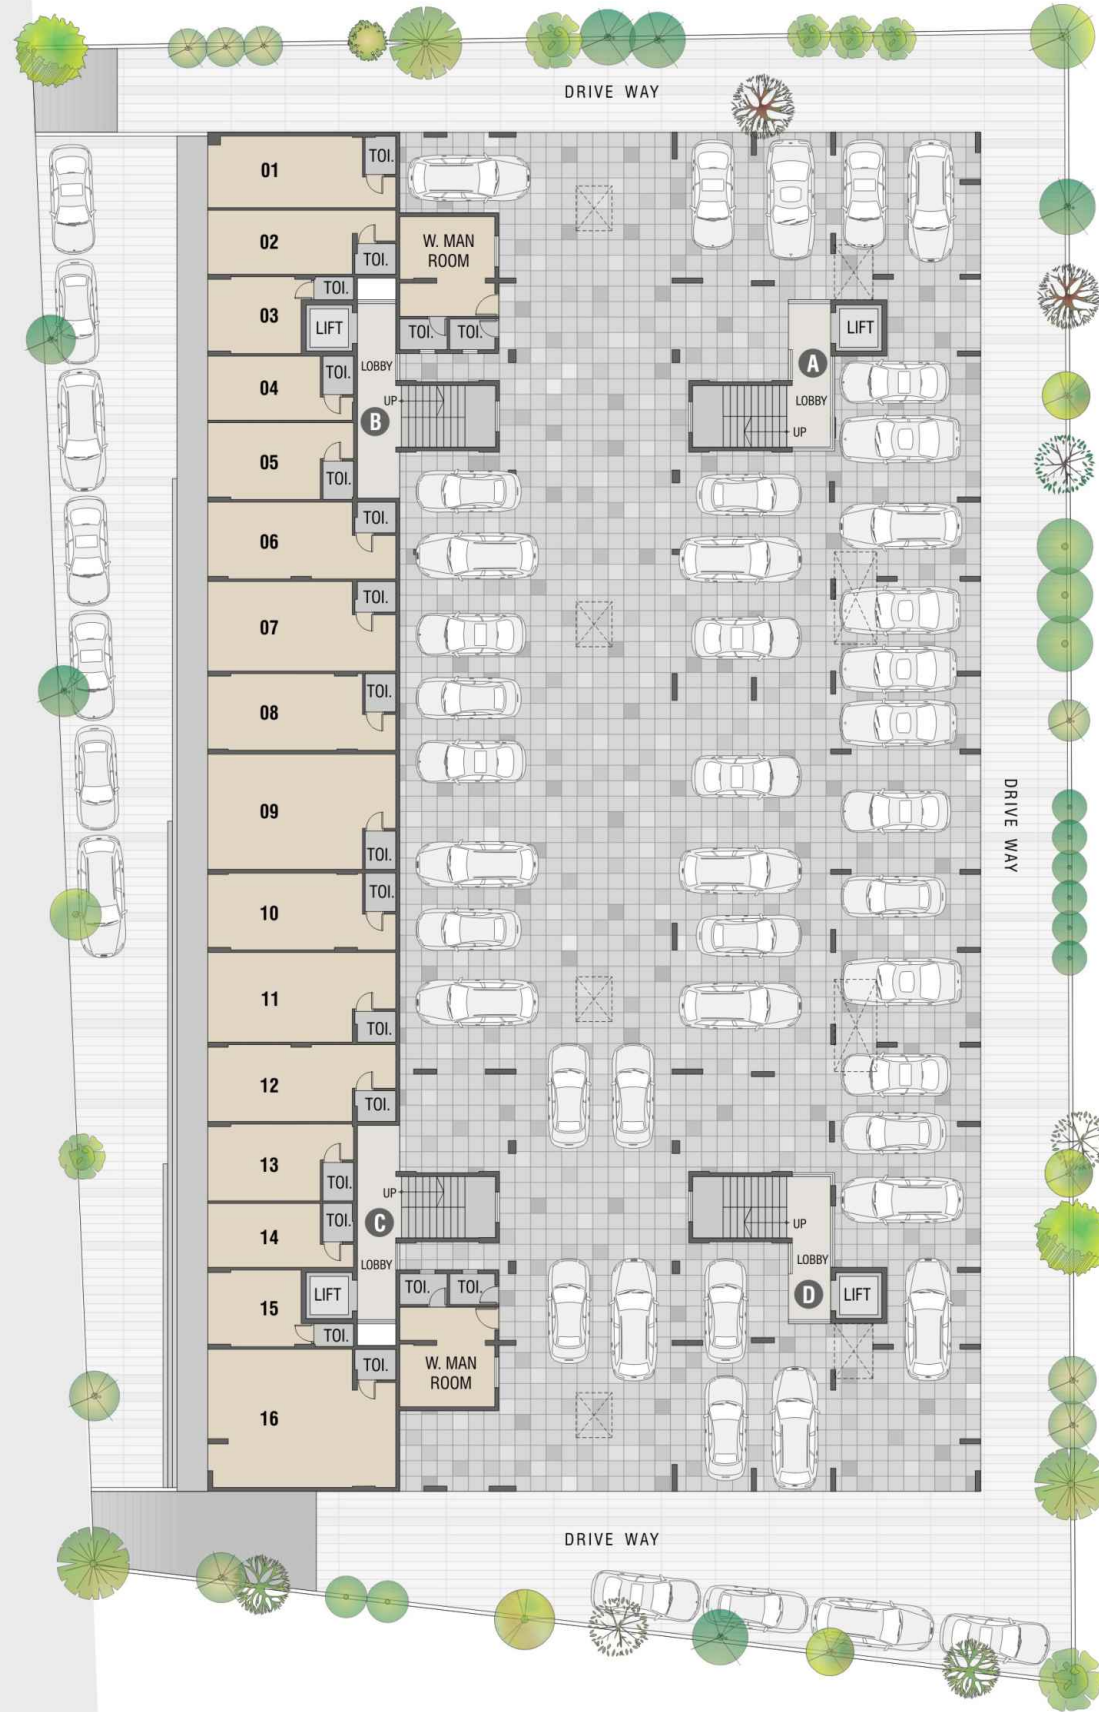 DRIVE WAY
01
TOI.
02
TOI.
W. MAN
ROOM
03
TOI.
LIFT
TOI.
TOI.
LIFT
A
LOBBY
04
TOI.
LOBBY
UP
B
UP
05
TOI.
06
TOI.
07
TOI.
08
TOI.
09
TOI.
DRIVE WAY
10
TOI.
11
TOI.
12
TOI.
13
TOI.
UP
C
14
TOI.
LOBBY
UP
LOBBY
D
15
LIFT
TOI.
TOI.
TOI.
LIFT
W. MAN
ROOM
16
TOI.
DRIVE WAY